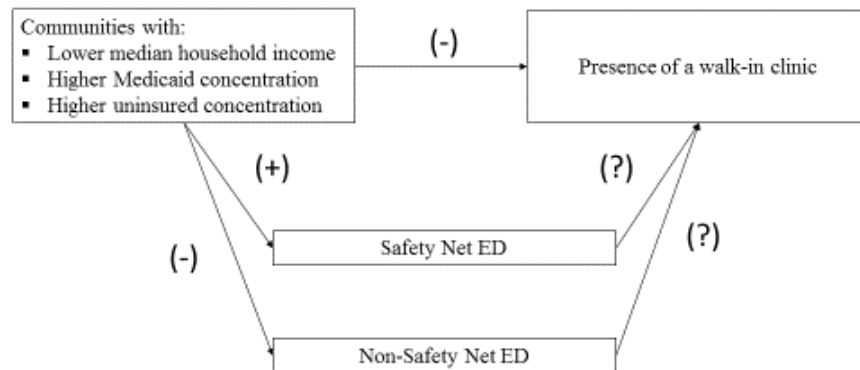 Communities with:
▪ Lower median household income
▪ Higher Medicaid concentration
▪ Higher uninsured concentration
(-)
Presence of a walk-in clinic
(+)
(?)
(-)
Safety Net ED
(?)
Non-Safety Net ED